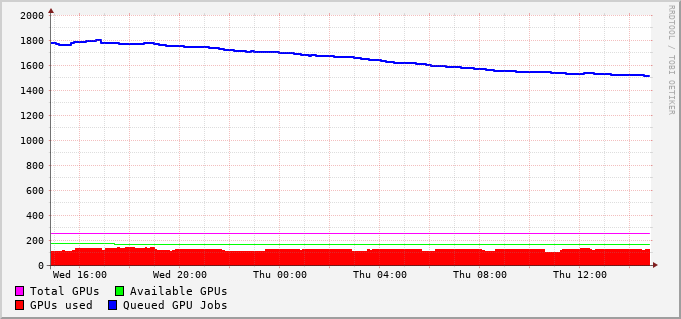 2000
1800
1600
1400
1200
1000
800
600
400
200
0
Wed 16:00 Wed 20:00 Thu 00:00 Thu 04:00 Thu 08:00 Thu 12:00
Total GPUs Available GPUs
GPUs used Queued GPU Jobs
RRDTOOL / TOBI OETIKER